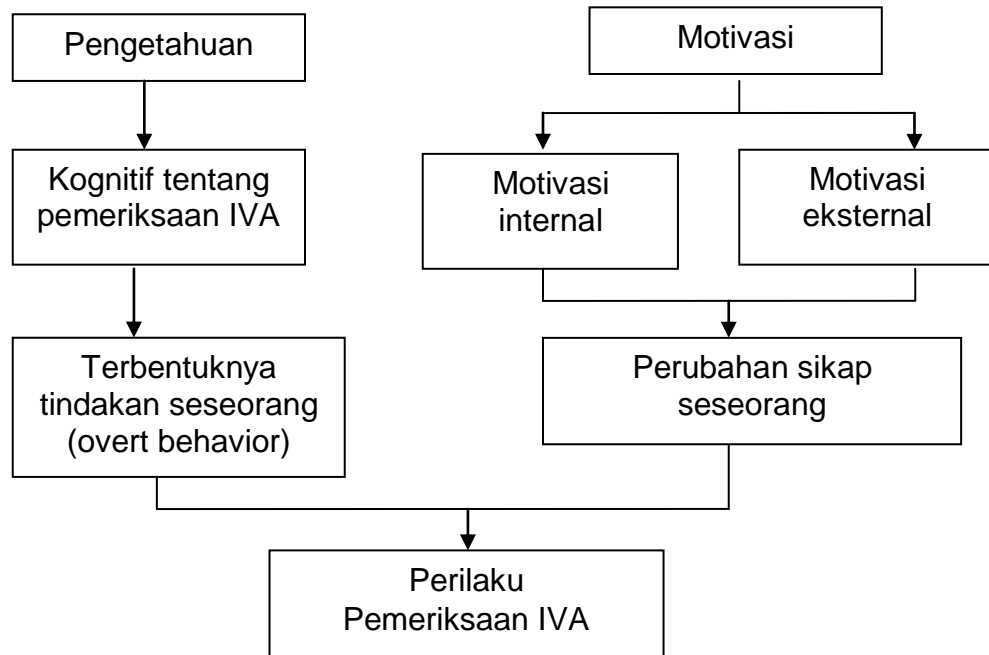 Pengetahuan
Motivasi
Kognitif tentang
pemeriksaan IVA
Motivasi
internal
Motivasi
eksternal
Terbentuknya
tindakan seseorang
(overt behavior)
Perubahan sikap
seseorang
Perilaku
Pemeriksaan IVA